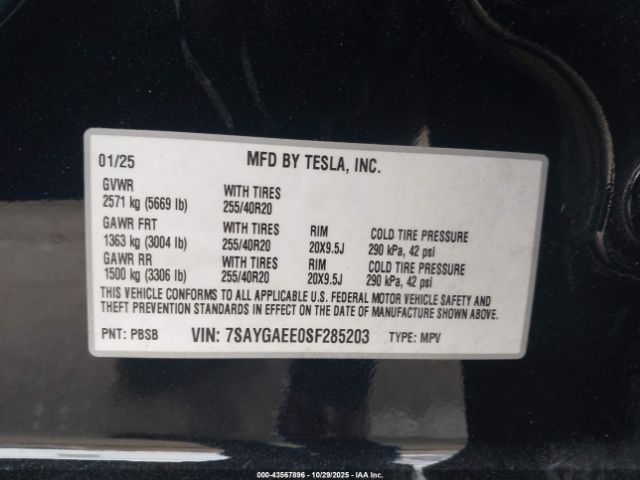 01/25 MFD BY TESLA, INC.
GVWR WITH TIRES
2571 kg (5669 lb) 255/40R20
GAWR FRT WITH TIRES RIM COLD TIRE PRESSURE
1363 kg (3004 lb) 255/40R20 20X9.5J 290 kPa, 42 psi
GAWR RR WITH TIRES RIM COLD TIRE PRESSURE
1500 kg (3306 lb) 255/40R20 20X9.5J 290 kPa, 42 psi
THIS VEHICLE CONFORMS TO ALL APPLICABLE U.S. FEDERAL MOTOR VEHICLE SAFETY AND
THEFT PREVENTION STANDARDS IN EFFECT ON THE DATE OF MANUFACTURE SHOWN ABOVE.
PNT: PBSB VIN: 7SAYGAEE0SF285203 TYPE: MPV
000-43567896 - 10/29/2025 - IAA Inc.